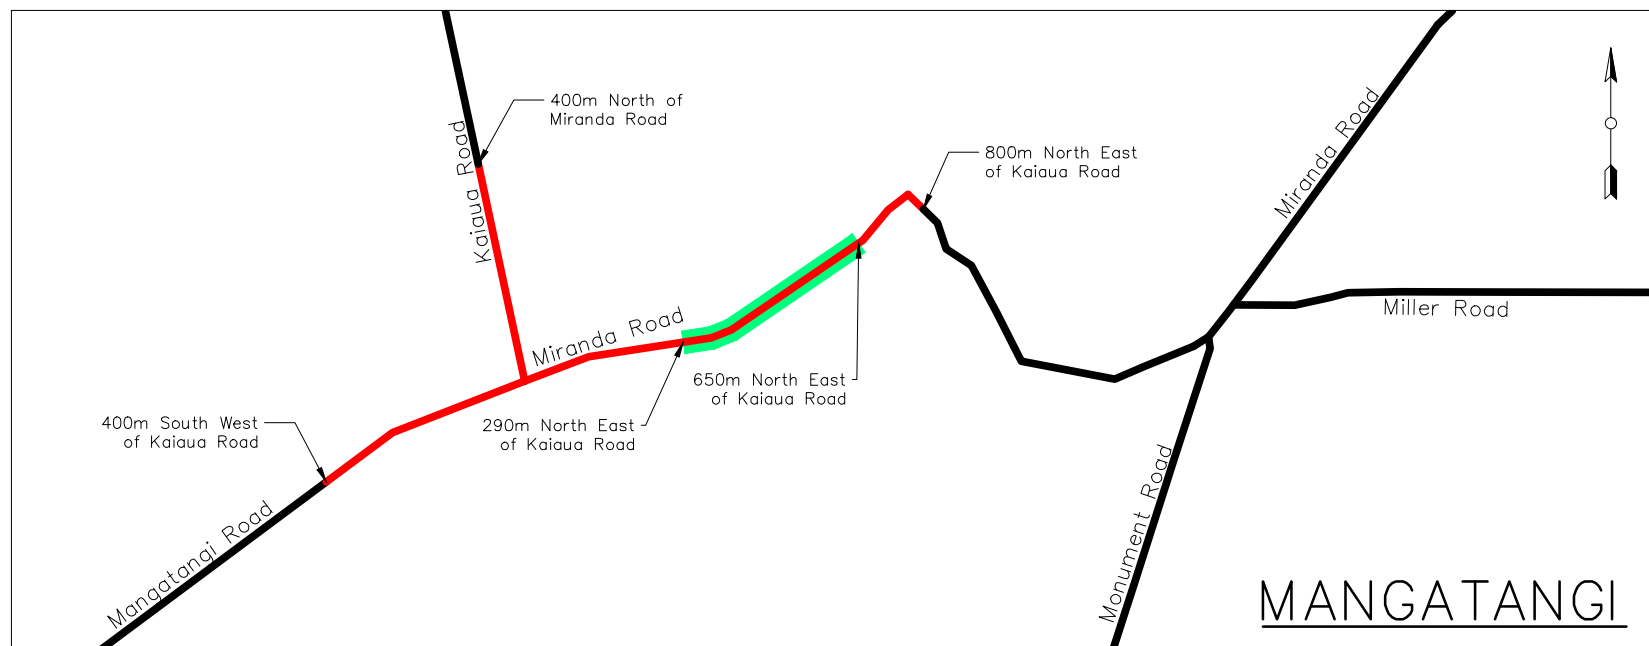 400m North of
Miranda Road
Kaiaua Road
800m North East
of Kaiaua Road
Miranda Road
Miller Road
Miranda Road
650m North East
of Kaiaua Road
290m North East
of Kaiaua Road
400m South West
of Kaiaua Road
Mangatangi Road
Monument Road
MANGATANGI